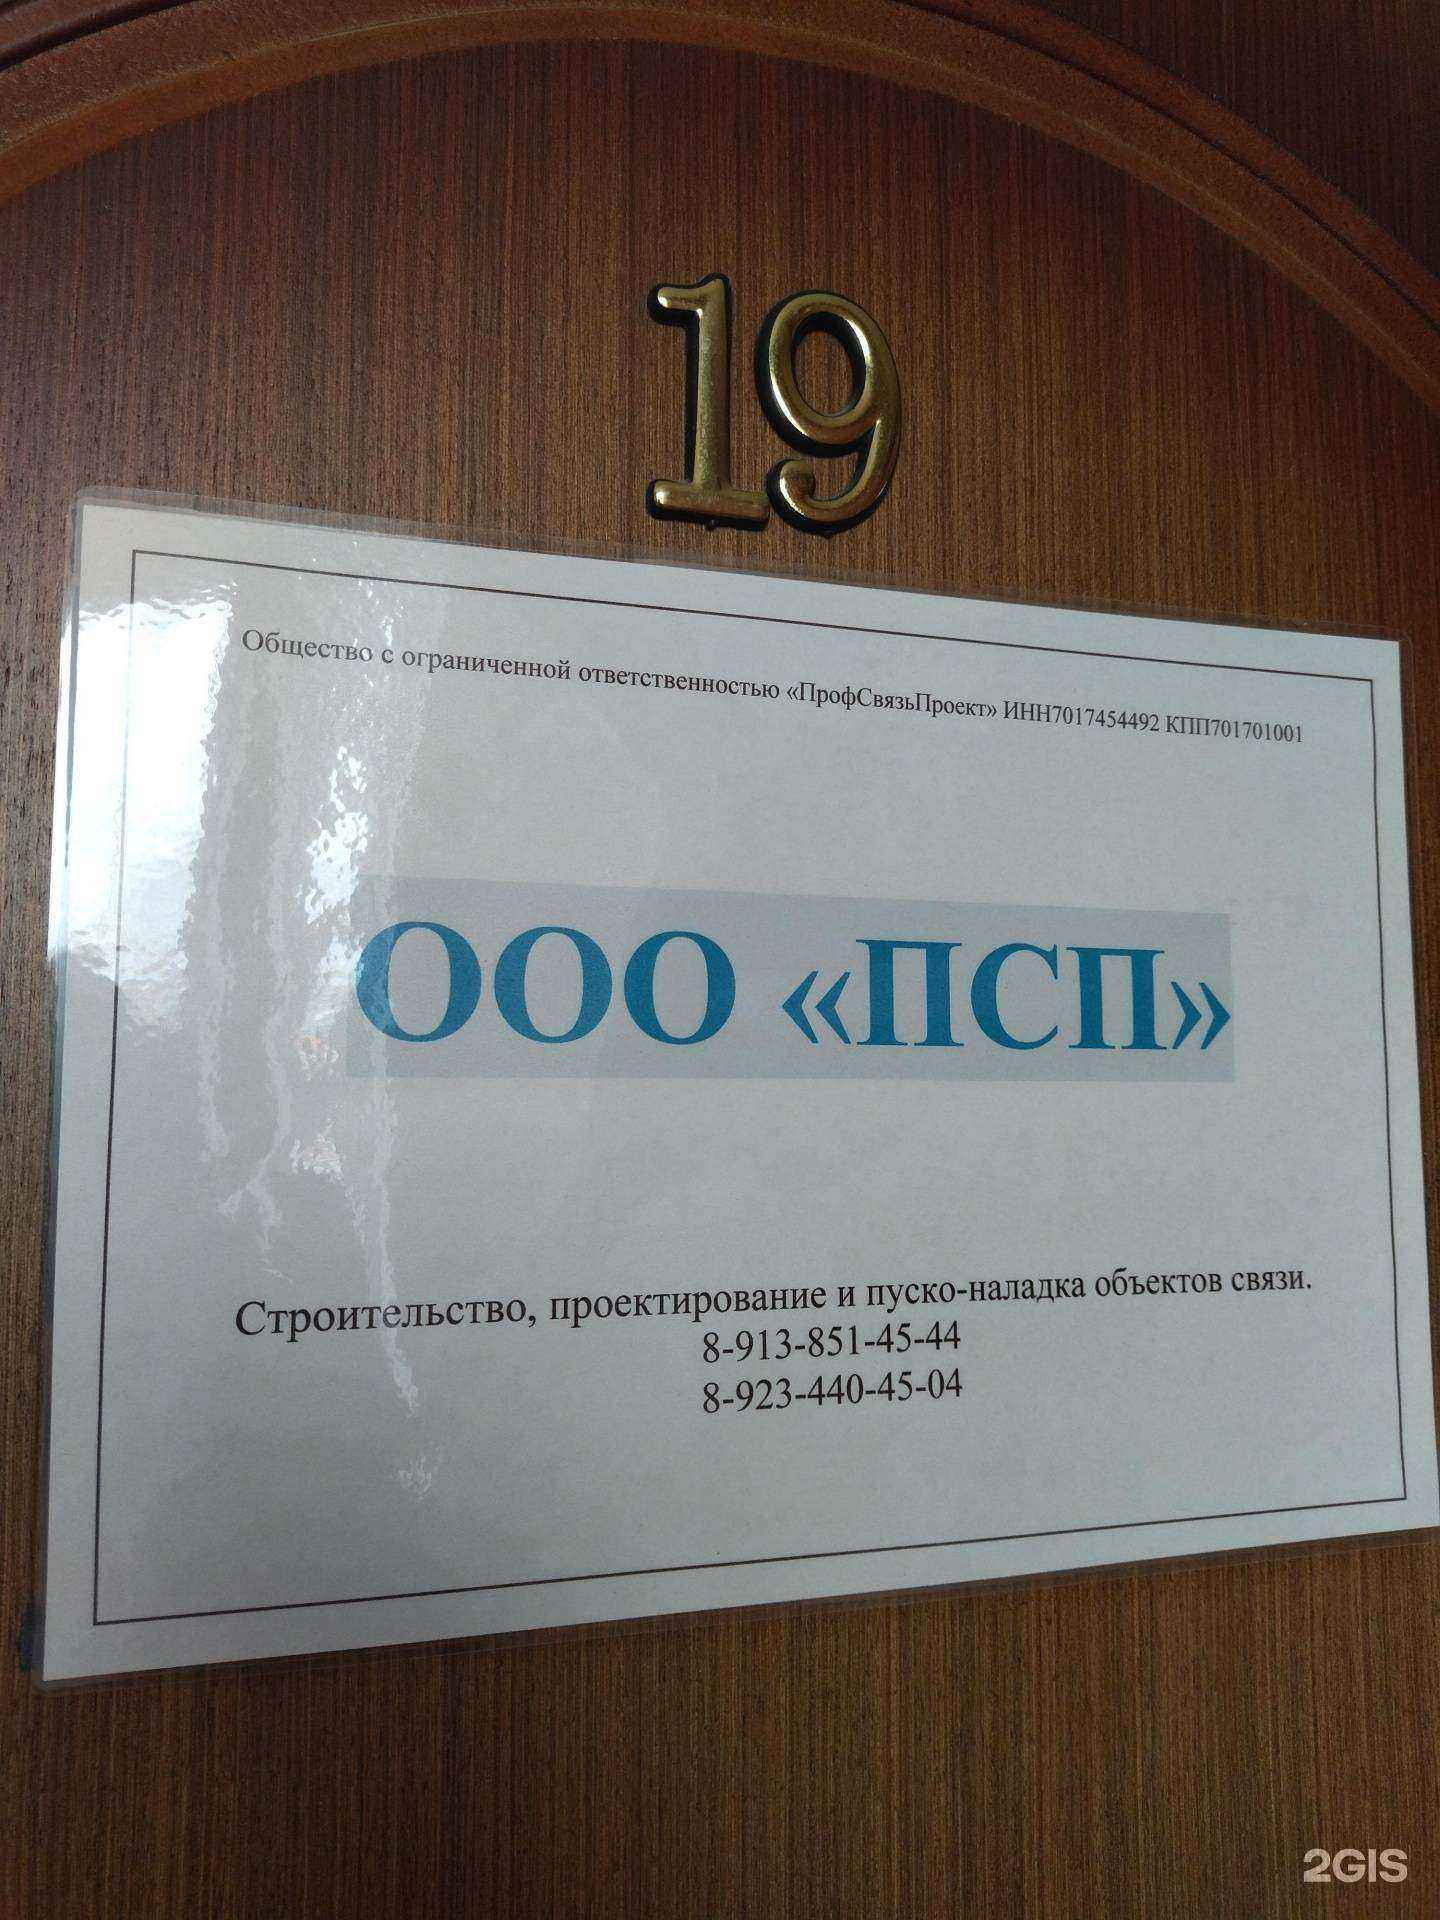 19
Общество с ограниченной ответственностью «ПрофСвязьПроект» ИНН7017454492 КПП701701001
ООО «ПСП»
Строительство, проектирование и пуско-наладка объектов связи.
8-913-851-45-44
8-923-440-45-04
2GIS